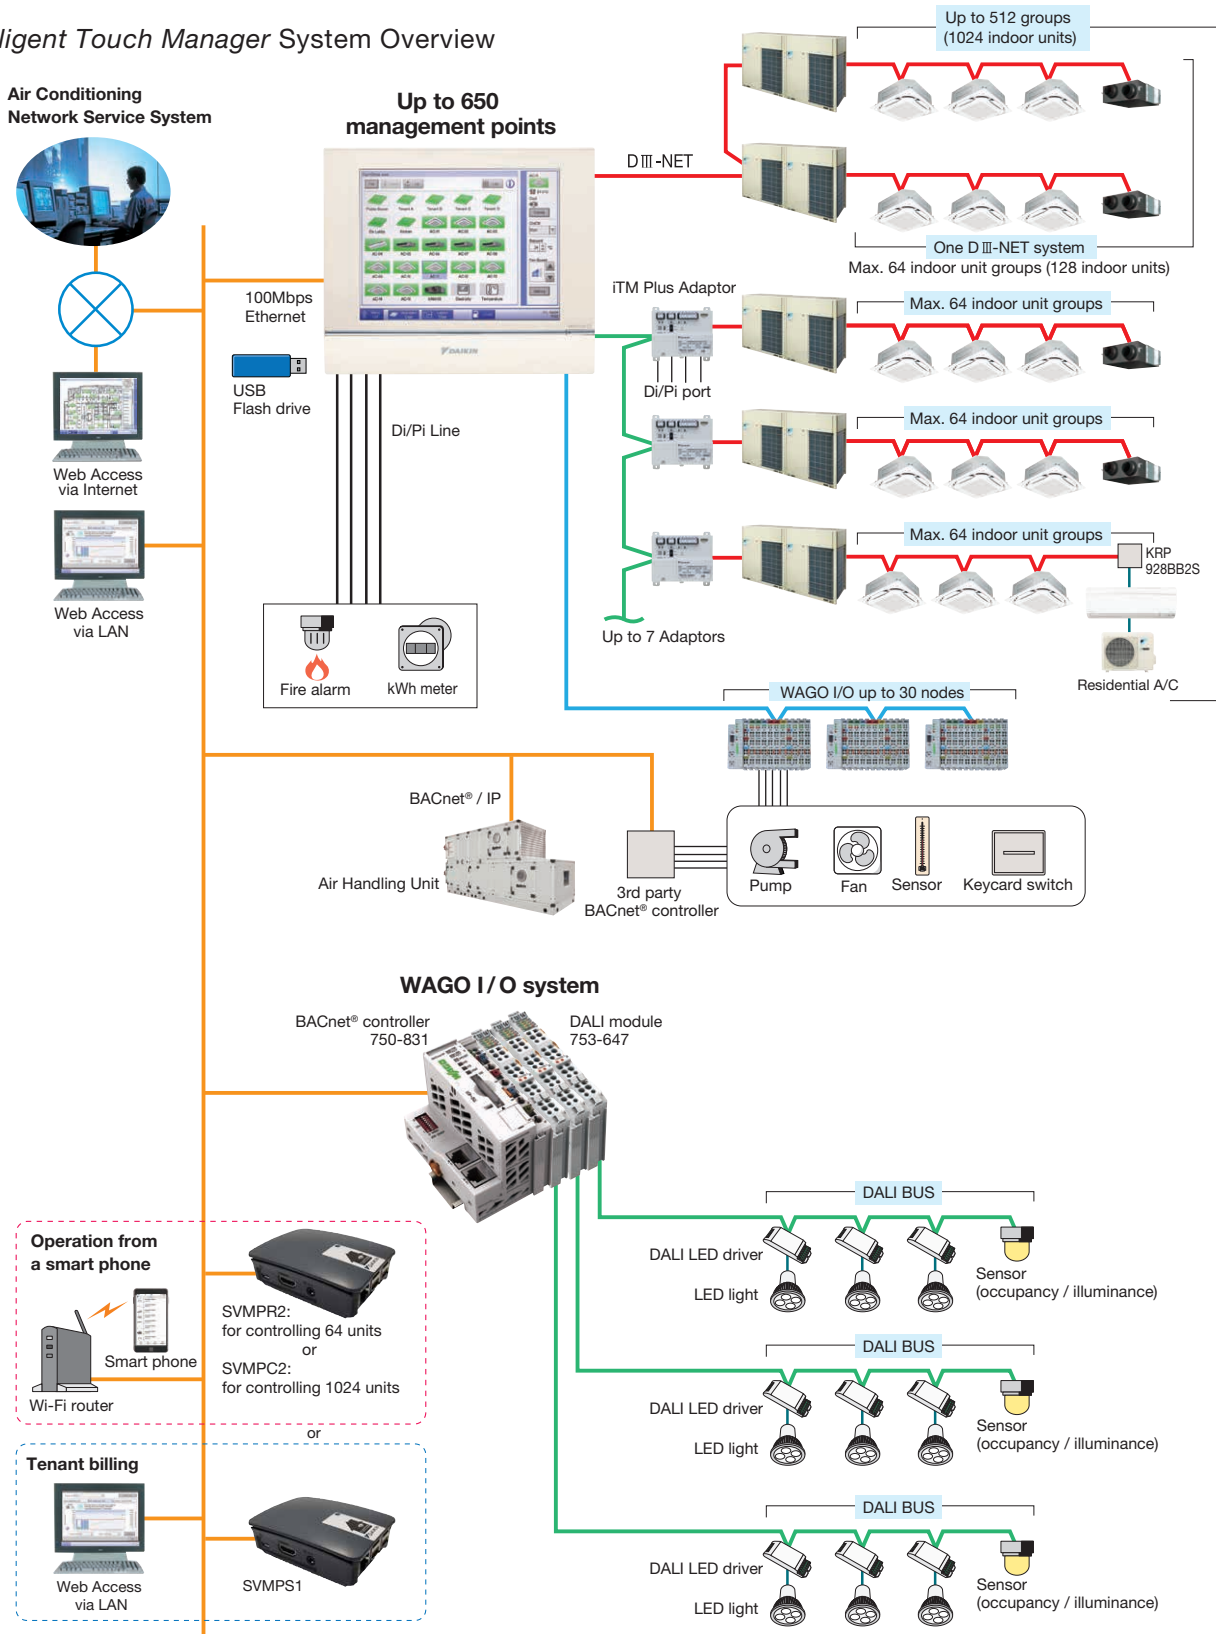 ligent Touch Manager System Overview
Air Conditioning
Network Service System
Up to 650
management points
DⅢ-NET
Up to 512 groups
(1024 indoor units)
One DⅢ-NET system
Max. 64 indoor unit groups (128 indoor units)
100Mbps
Ethernet
USB
Flash drive
DAIKIN
Di/Pi Line
iTM Plus Adaptor
Di/Pi port
Max. 64 indoor unit groups
Max. 64 indoor unit groups
Max. 64 indoor unit groups
KRP
928BB2S
Up to 7 Adaptors
Residential A/C
Web Access
via Internet
Web Access
via LAN
Fire alarm
kWh meter
WAGO I/O up to 30 nodes
BACnet® / IP
Air Handling Unit
3rd party
BACnet® controller
Pump
Fan
Sensor
Keycard switch
WAGO I/O system
BACnet® controller
750-831
DALI module
753-647
DALI BUS
DALI LED driver
LED light
Sensor
(occupancy / illuminance)
DALI BUS
DALI LED driver
LED light
Sensor
(occupancy / illuminance)
DALI BUS
DALI LED driver
LED light
Sensor
(occupancy / illuminance)
Operation from
a smart phone
Smart phone
Wi-Fi router
SVMPR2:
for controlling 64 units
or
SVMPC2:
for controlling 1024 units
or
Tenant billing
Web Access
via LAN
SVMPS1